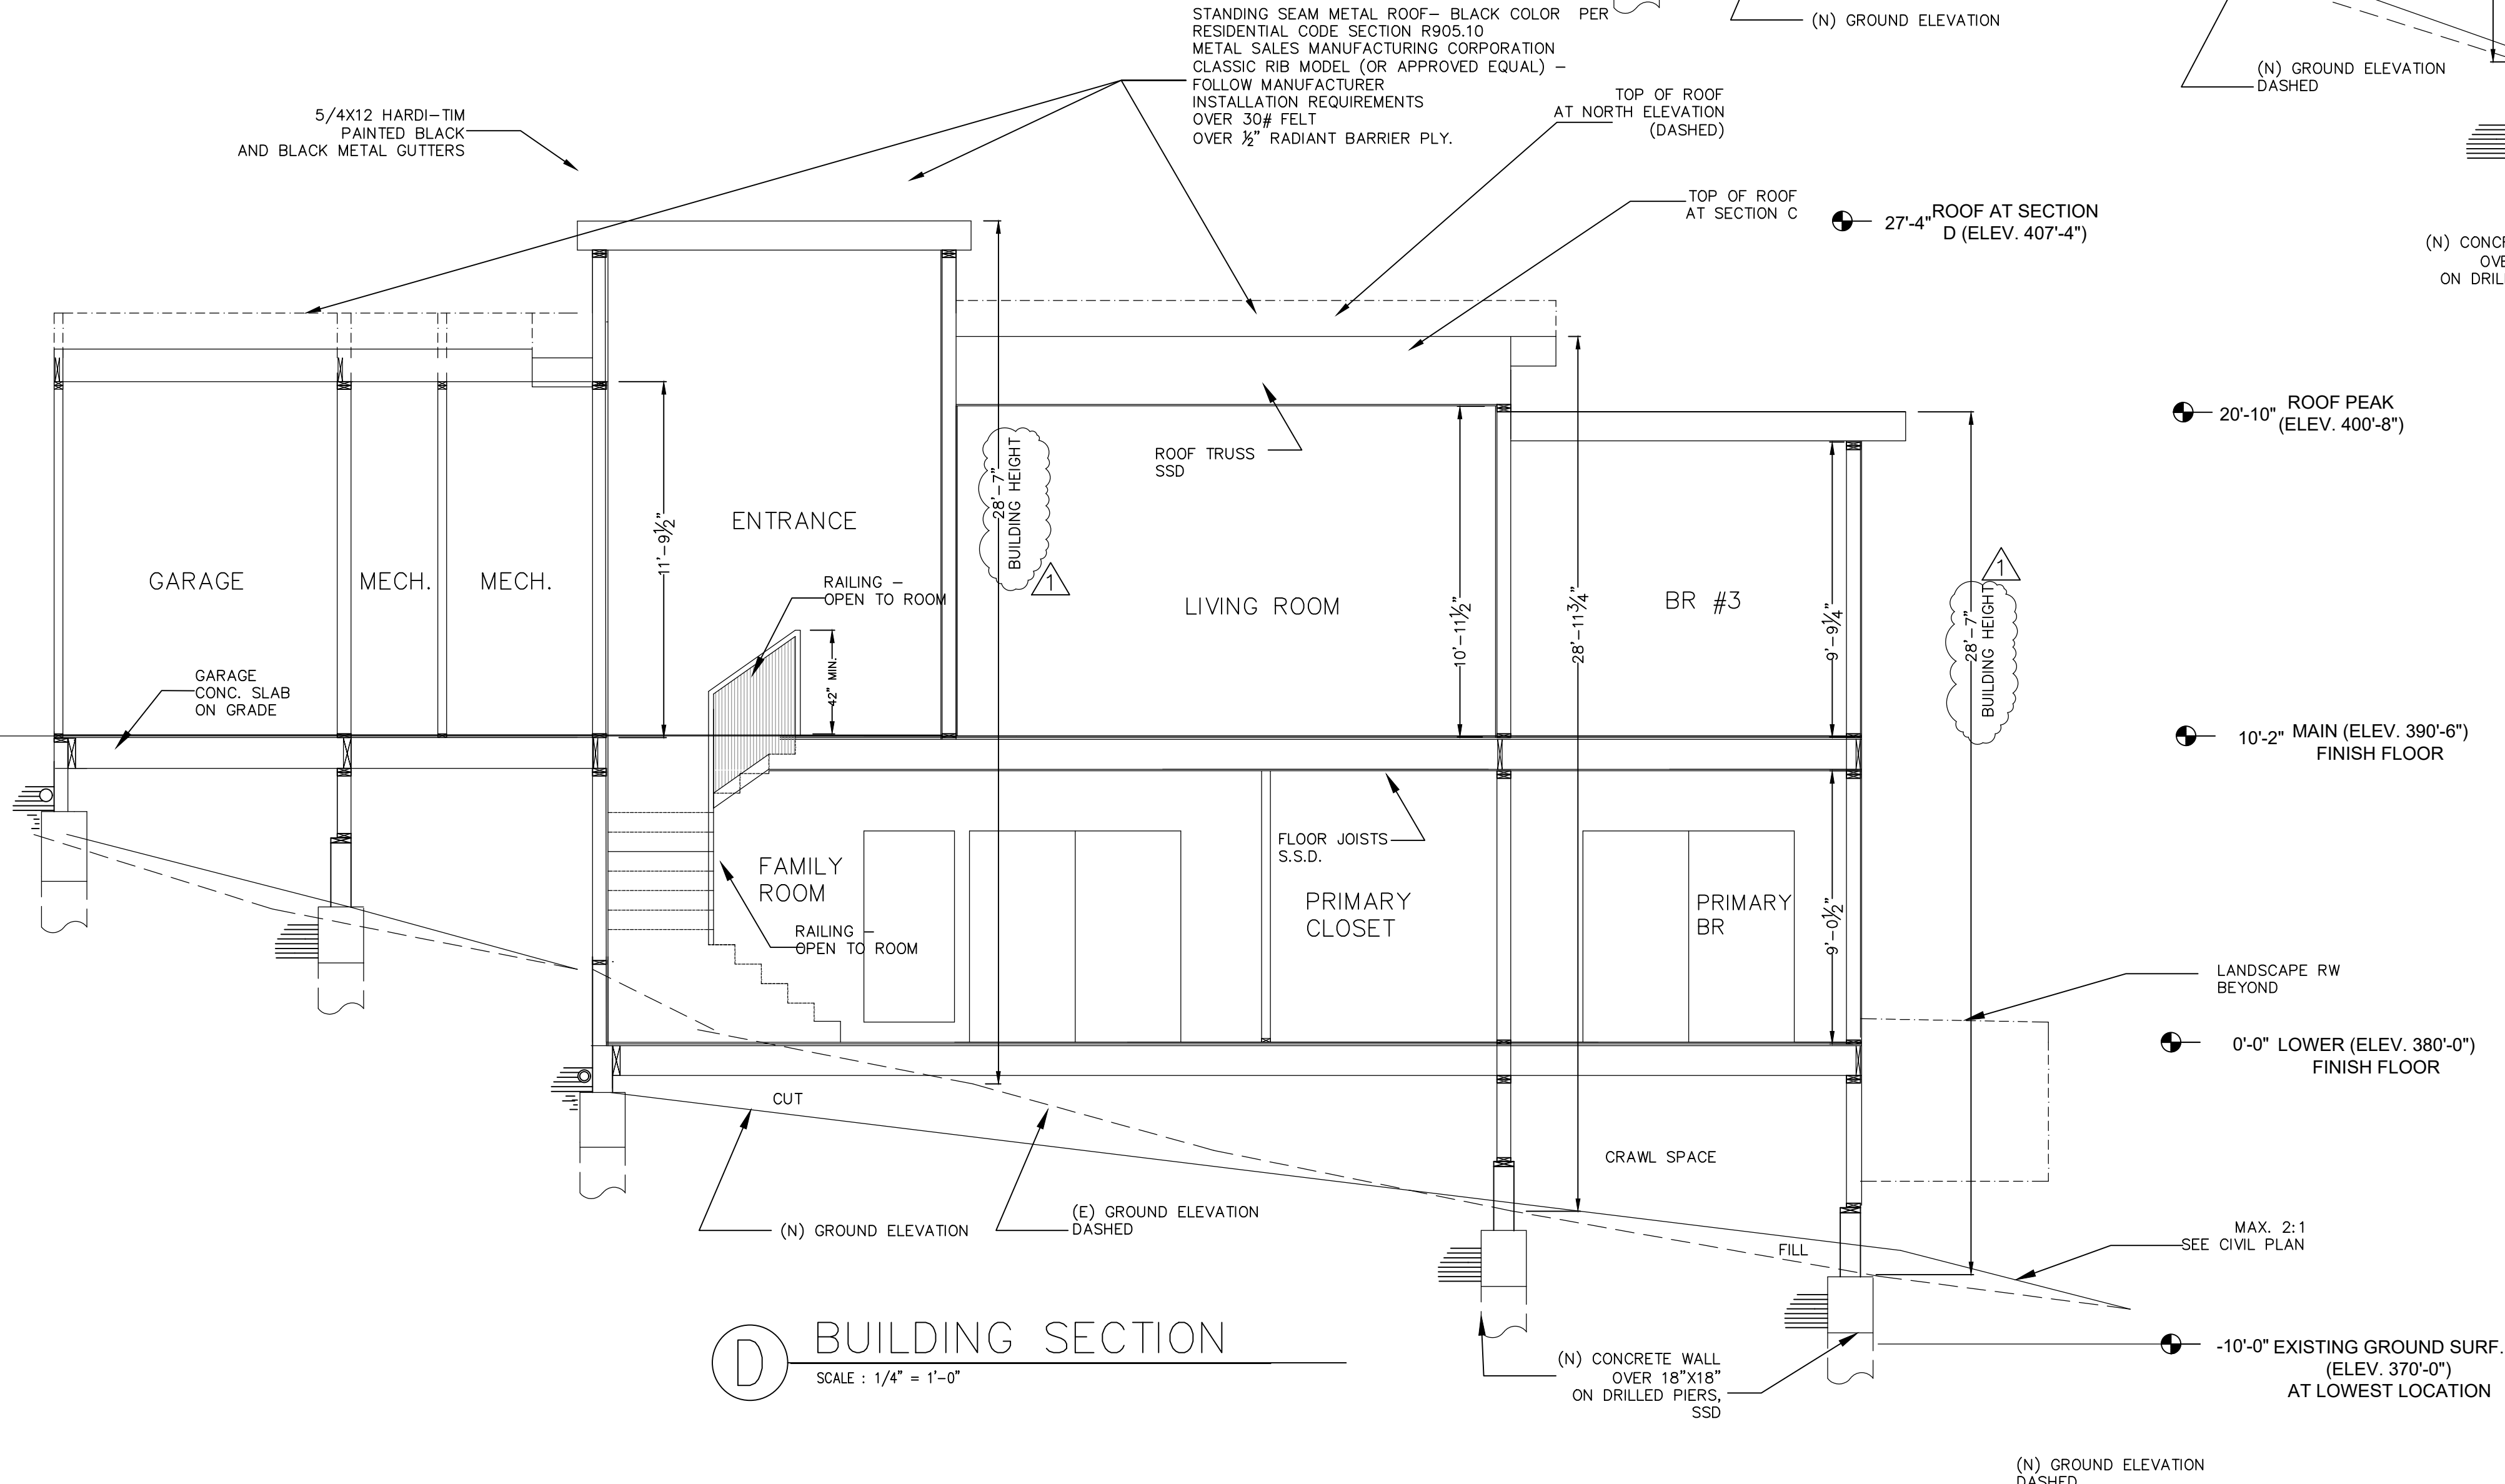 STANDING SEAM METAL ROOF– BLACK COLOR PER
RESIDENTIAL CODE SECTION R905.10
METAL SALES MANUFACTURING CORPORATION
CLASSIC RIB MODEL (OR APPROVED EQUAL) –
FOLLOW MANUFACTURER
INSTALLATION REQUIREMENTS
OVER 30# FELT
OVER ½" RADIANT BARRIER PLY.
(N) GROUND ELEVATION
(N) GROUND ELEVATION
DASHED
5/4X12 HARDI–TIM
PAINTED BLACK
AND BLACK METAL GUTTERS
TOP OF ROOF
AT NORTH ELEVATION
(DASHED)
TOP OF ROOF
AT SECTION C
27'-4" ROOF AT SECTION
D (ELEV. 407'-4")
(N)
ON
20'-10" ROOF PEAK
(ELEV. 400'-8")
ROOF TRUSS
SSD
28'–7"
BUILDING HEIGHT
1
ENTRANCE
11'–9½"
GARAGE
MECH.
MECH.
RAILING –
OPEN TO ROOM
LIVING ROOM
10'–11½"
28'–11¾"
BR #3
9'–9¼"
28'–7"
BUILDING HEIGHT
1
42" MIN.
GARAGE
CONC. SLAB
ON GRADE
10'-2" MAIN (ELEV. 390'-6")
FINISH FLOOR
FLOOR JOISTS
S.S.D.
FAMILY
ROOM
RAILING –
OPEN TO ROOM
PRIMARY
CLOSET
PRIMARY
BR
9'–0½"
LANDSCAPE RW
BEYOND
0'-0" LOWER (ELEV. 380'-0")
FINISH FLOOR
CUT
CRAWL SPACE
(N) GROUND ELEVATION
(E) GROUND ELEVATION
DASHED
FILL
MAX. 2:1
SEE CIVIL PLAN
D
BUILDING SECTION
SCALE : 1/4" = 1'–0"
(N) CONCRETE WALL
OVER 18"X18"
ON DRILLED PIERS,
SSD
-10'-0" EXISTING GROUND SURF.
(ELEV. 370'-0")
AT LOWEST LOCATION
(N) GROUND ELEVATION
DASHED